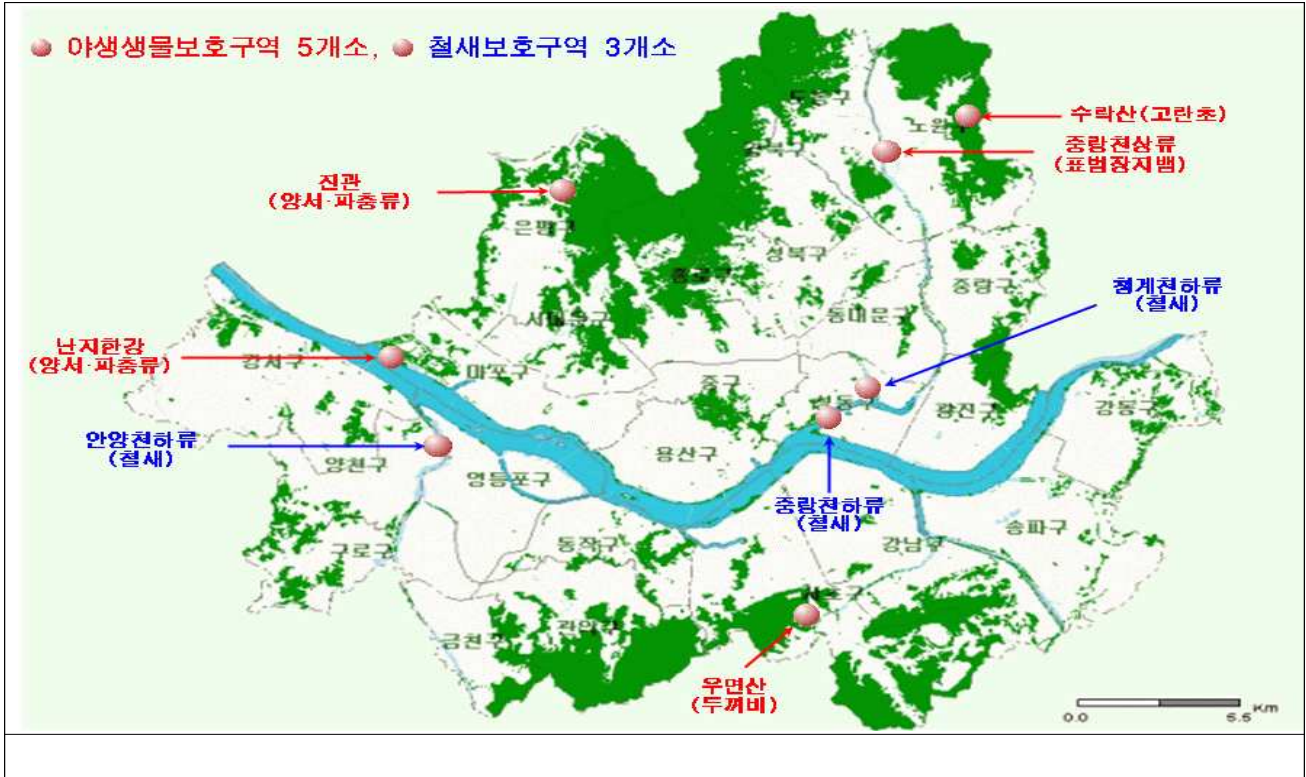 야생생물보호구역 5개소, 철새보호구역 3개소
수락산(고란초)
중랑천상류
(표범장지뱀)
노원구
진관
(양서·파충류)
은평구
성북구
중랑구
청계천하류
(철새)
동대문구
난지한강
(양서·파충류)
강서구
마포구
중구
광진구
강동구
안양천하류
(철새)
양천구
영등포구
용산구
중랑천하류
(철새)
송파구
구로구
동작구
강남구
금천구
관악구
우면산
(두꺼비)
0.0
5.5
Km